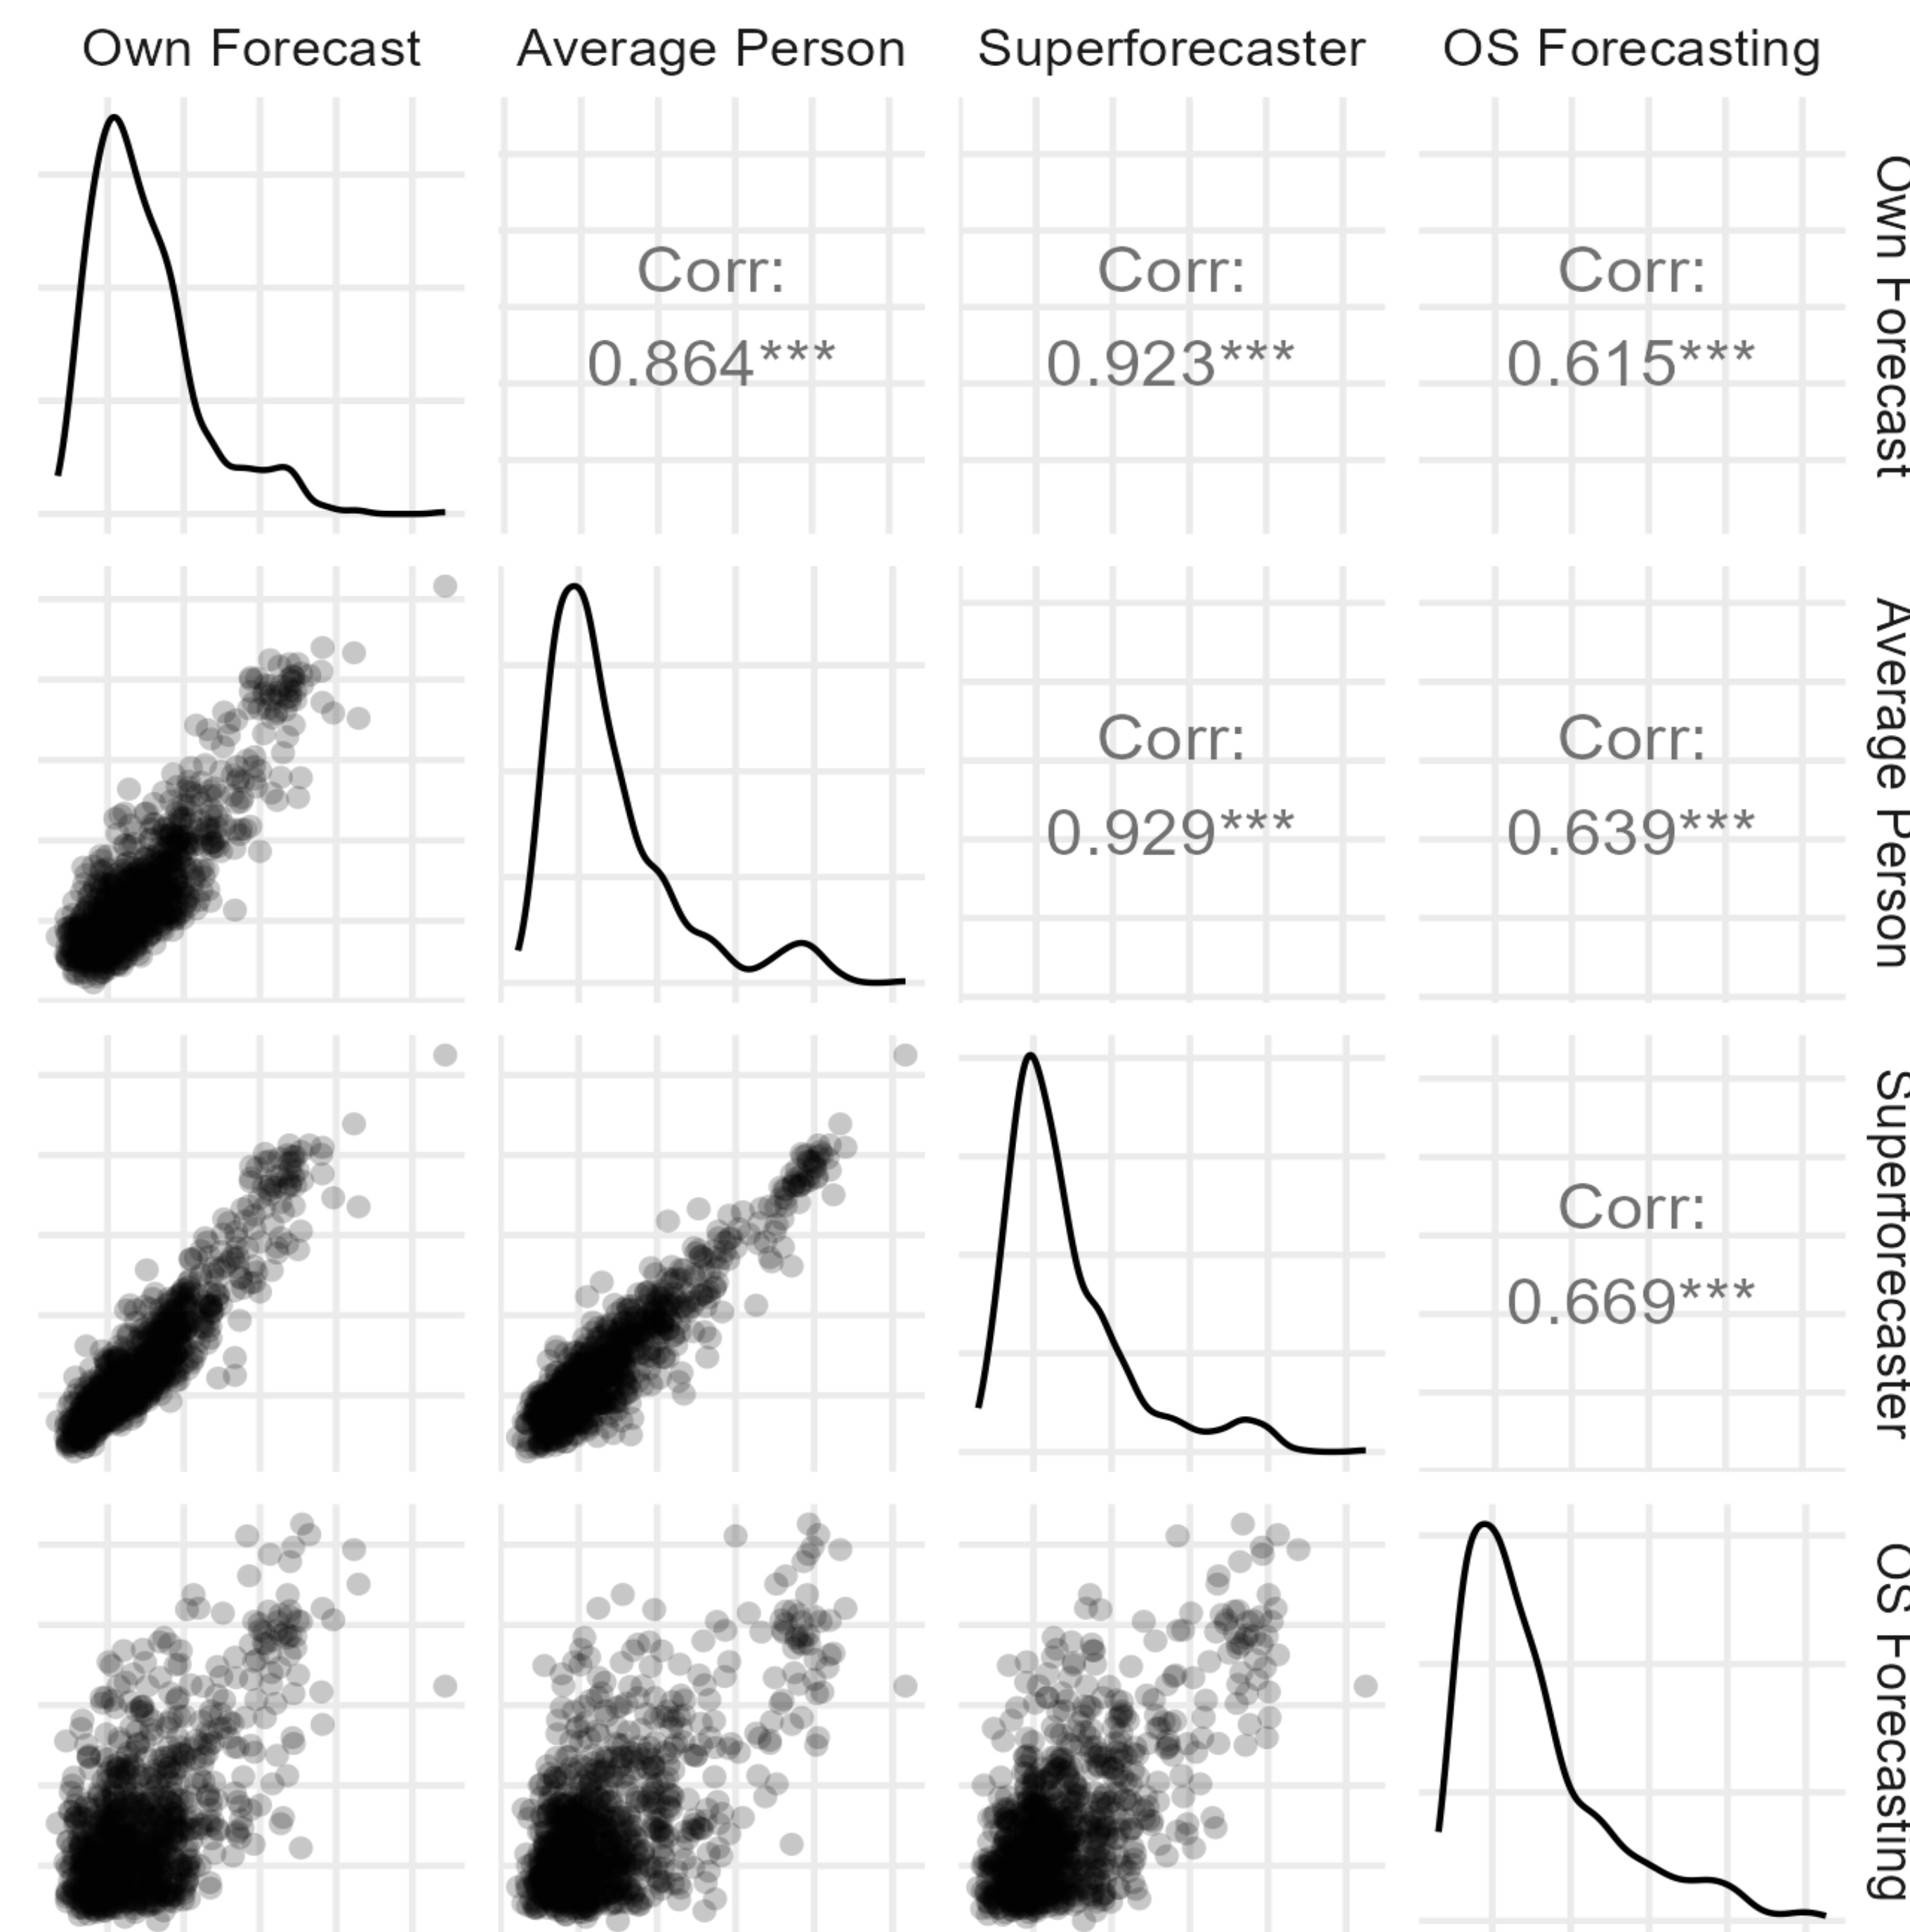 Own Forecast
Average Person
Superforecaster
OS Forecasting
Corr:
0.864***
Corr:
0.923***
Corr:
0.615***
Own Forecast
Corr:
0.929***
Corr:
0.639***
Average Person
Corr:
0.669***
Superforecaster
OS Forecasting